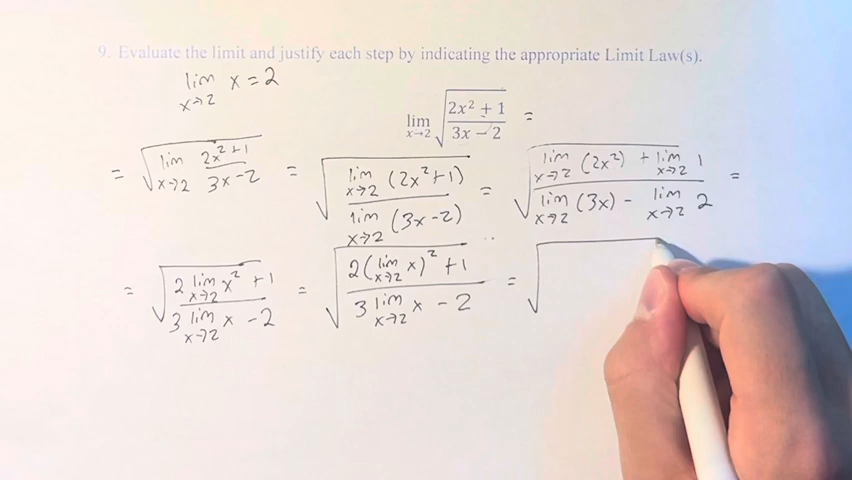 9. Evaluate the limit and justify each step by indicating the appropriate Limit Law(s).
lim x→2 x = 2
lim x→2 √((2x² + 1)/(3x − 2)) =
= √(lim x→2 (2x²+1)/(3x−2)) = √((lim x→2 (2x²+1))/(lim x→2 (3x−2))) = √((lim x→2 (2x²) + lim x→2 1)/(lim x→2 (3x) − lim x→2 2)) =
= √((2 lim x→2 x² + 1)/(3 lim x→2 x − 2)) = √((2(lim x→2 x)² + 1)/(3 lim x→2 x − 2)) = √